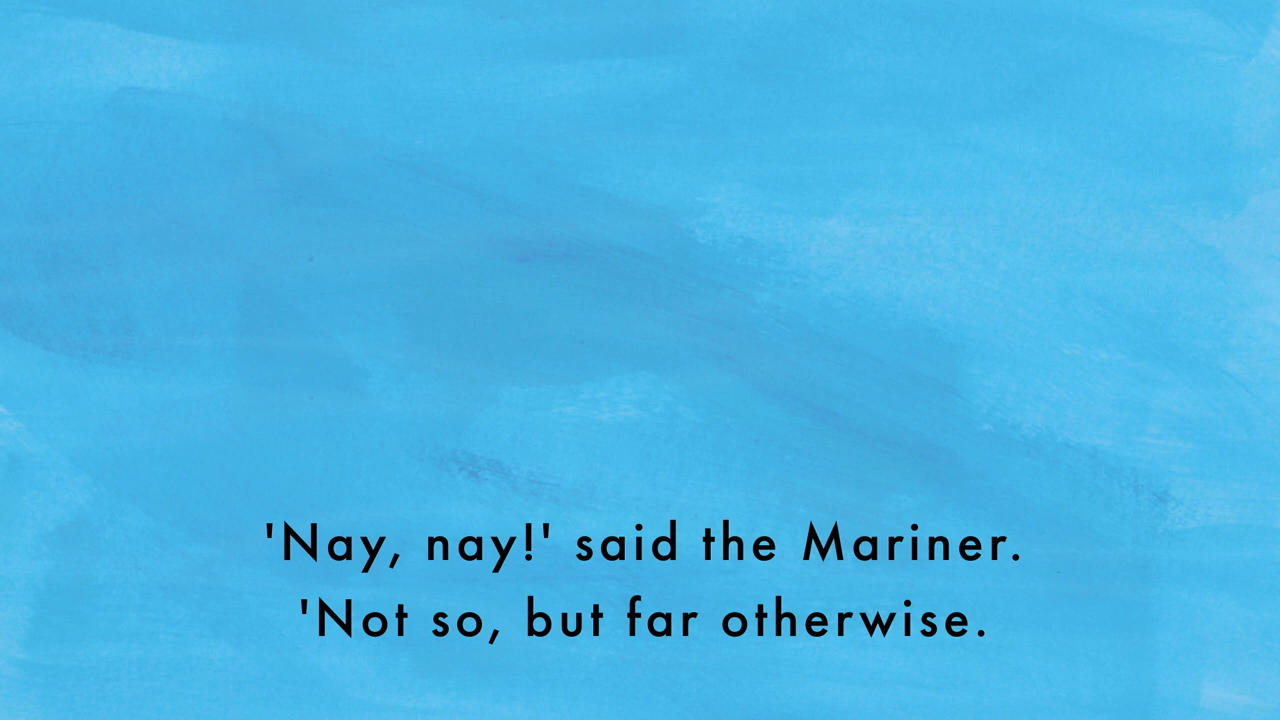 'Nay, nay!' said the Mariner.
'Not so, but far otherwise.